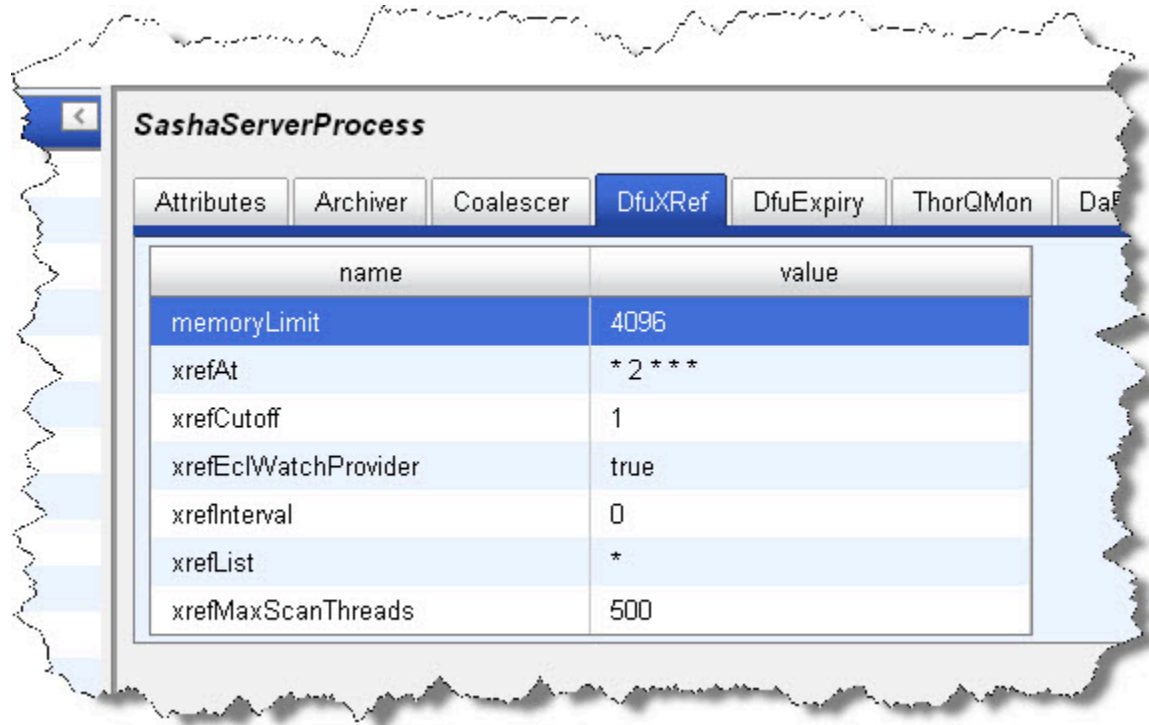 <
SashaServerProcess
Attributes Archiver Coalescer DfuXRef DfuExpiry ThorQMon
name value
memoryLimit 4096
xrefAt * 2 * * *
xrefCutoff 1
xrefEclWatchProvider true
xrefInterval 0
xrefList *
xrefMaxScanThreads 500